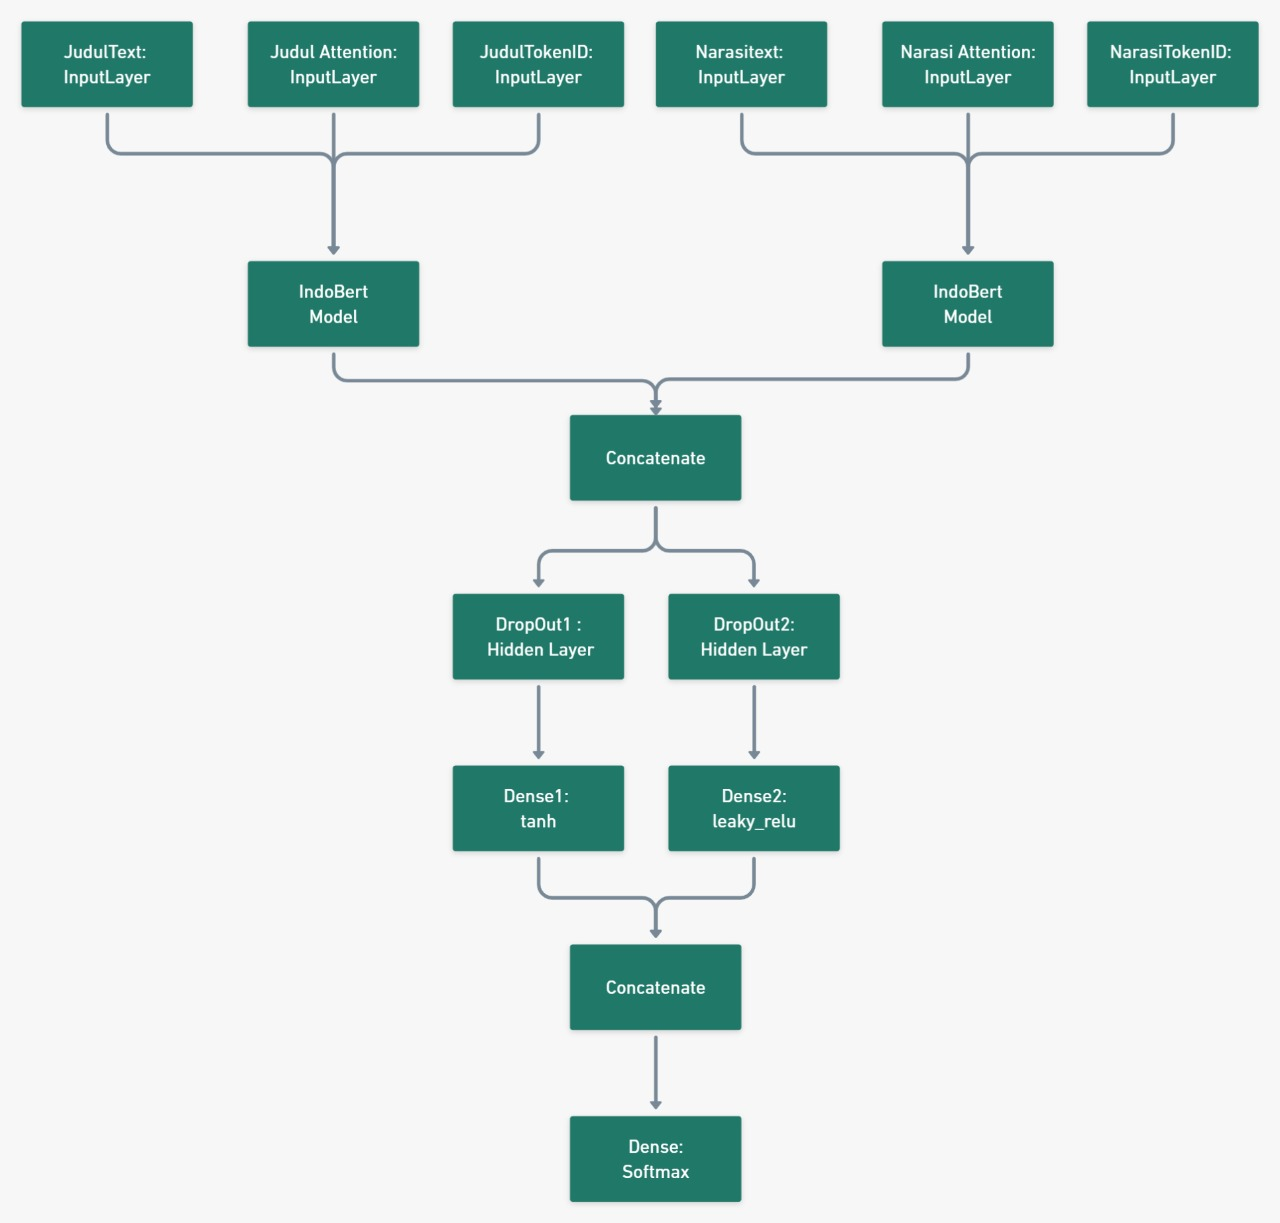 JudulText:
InputLayer
Judul Attention:
InputLayer
JudulTokenID:
InputLayer
Narasitext:
InputLayer
Narasi Attention:
InputLayer
NarasiTokenID:
InputLayer
IndoBert
Model
IndoBert
Model
Concatenate
DropOut1 :
Hidden Layer
DropOut2:
Hidden Layer
Dense1:
tanh
Dense2:
leaky_relu
Concatenate
Dense:
Softmax